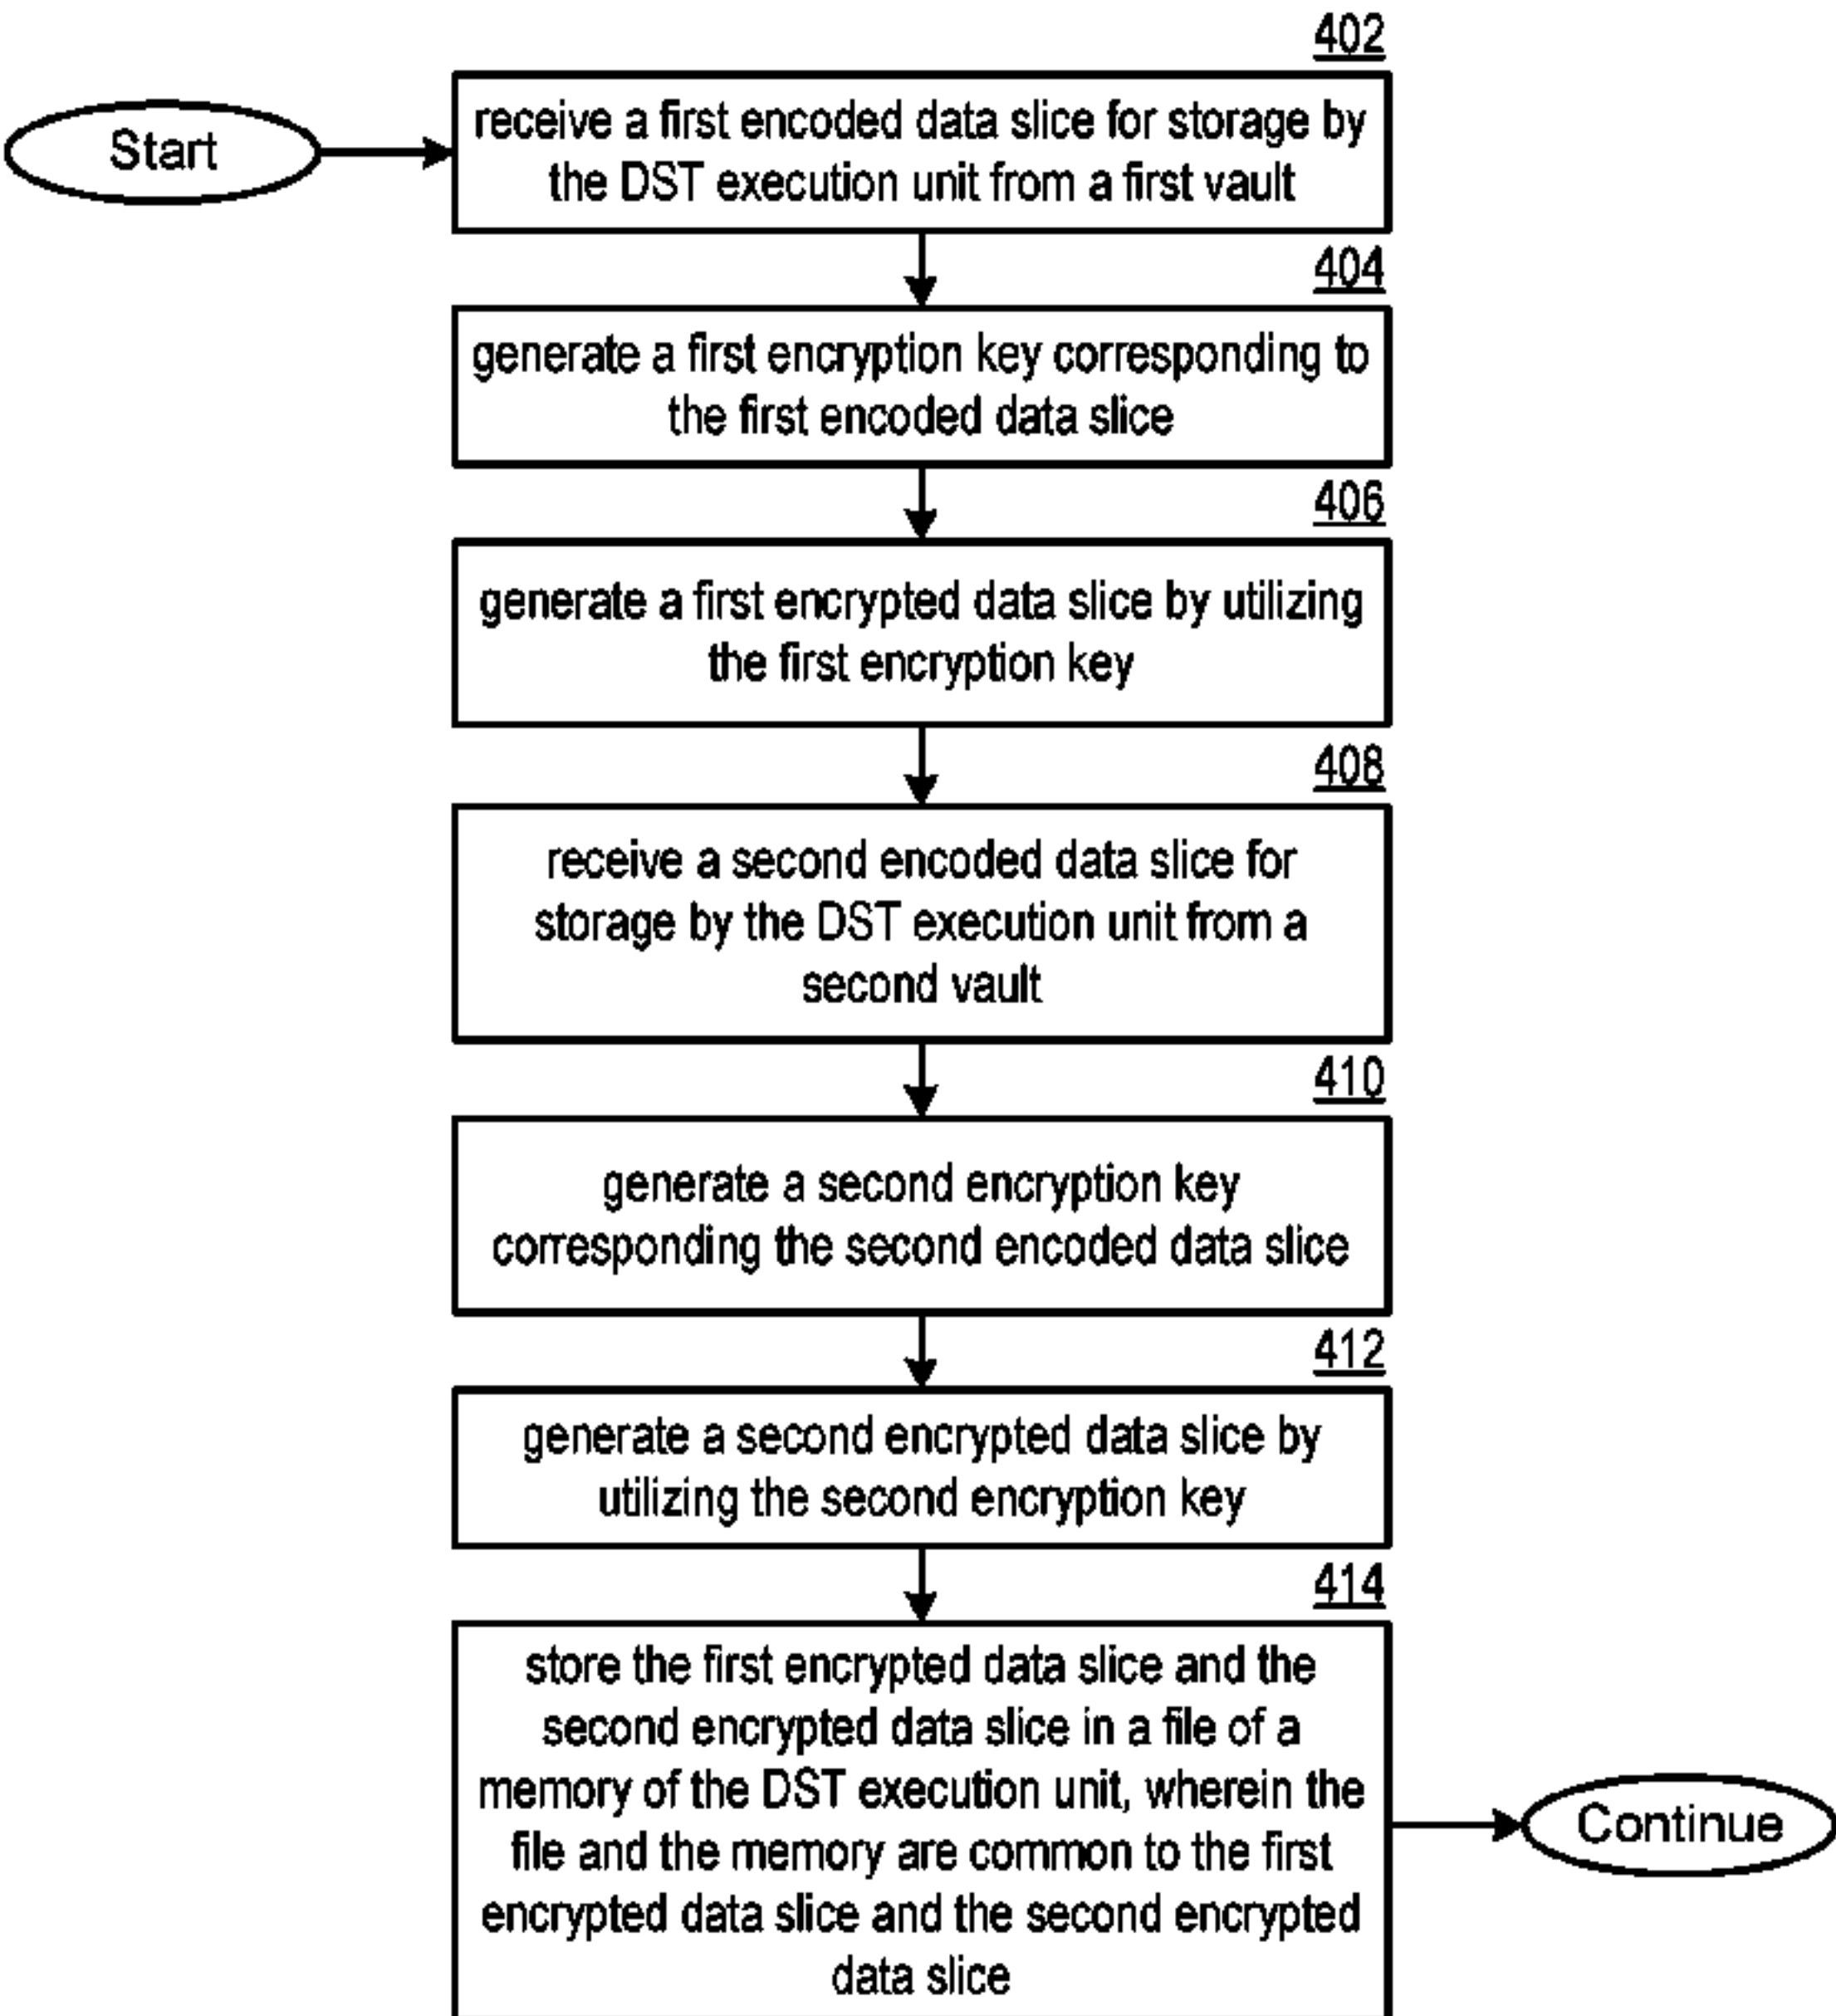 402
Start
receive a first encoded data slice for storage by
the DST execution unit from a first vault
404
generate a first encryption key corresponding to
the first encoded data slice
406
generate a first encrypted data slice by utilizing
the first encryption key
408
receive a second encoded data slice for
storage by the DST execution unit from a
second vault
410
generate a second encryption key
corresponding the second encoded data slice
412
generate a second encrypted data slice by
utilizing the second encryption key
414
store the first encrypted data slice and the
second encrypted data slice in a file of a
memory of the DST execution unit, wherein the
file and the memory are common to the first
encrypted data slice and the second encrypted
data slice
Continue